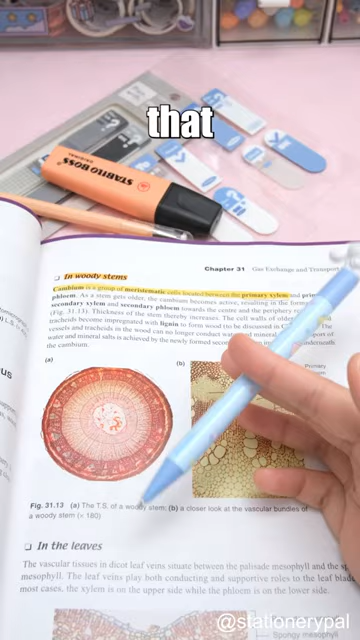 that
STABILO BOSS
ORIGINAL
Chapter 31 Gas Exchange and Transport
❑ In woody stems
Cambium is a group of meristematic cells located between the primary xylem and
phloem. As a stem gets older, the cambium becomes active, resulting in the
secondary xylem and secondary phloem towards the centre and the periphery
(Fig. 31.13). Thickness of the stem thereby increases. The cell walls of
tracheids become impregnated with lignin to form wood (to be discussed in
vessels and tracheids in the wood can no longer conduct water mineral
water and mineral salts is achieved by the newly formed
the cambium.
(a)
(b)
Primary
Fig. 31.13 (a) The T.S. of a woody stem; (b) a closer look at the vascular bundles of
a woody stem (× 180)
❑ In the leaves
The vascular tissues in dicot leaf veins situate between the palisade mesophyll and the
mesophyll. The leaf veins play both conducting and supportive roles to the leaf
most cases, the xylem is on the upper side while the phloem is on the lower side.
Spongy mesophyll
@stationerypal